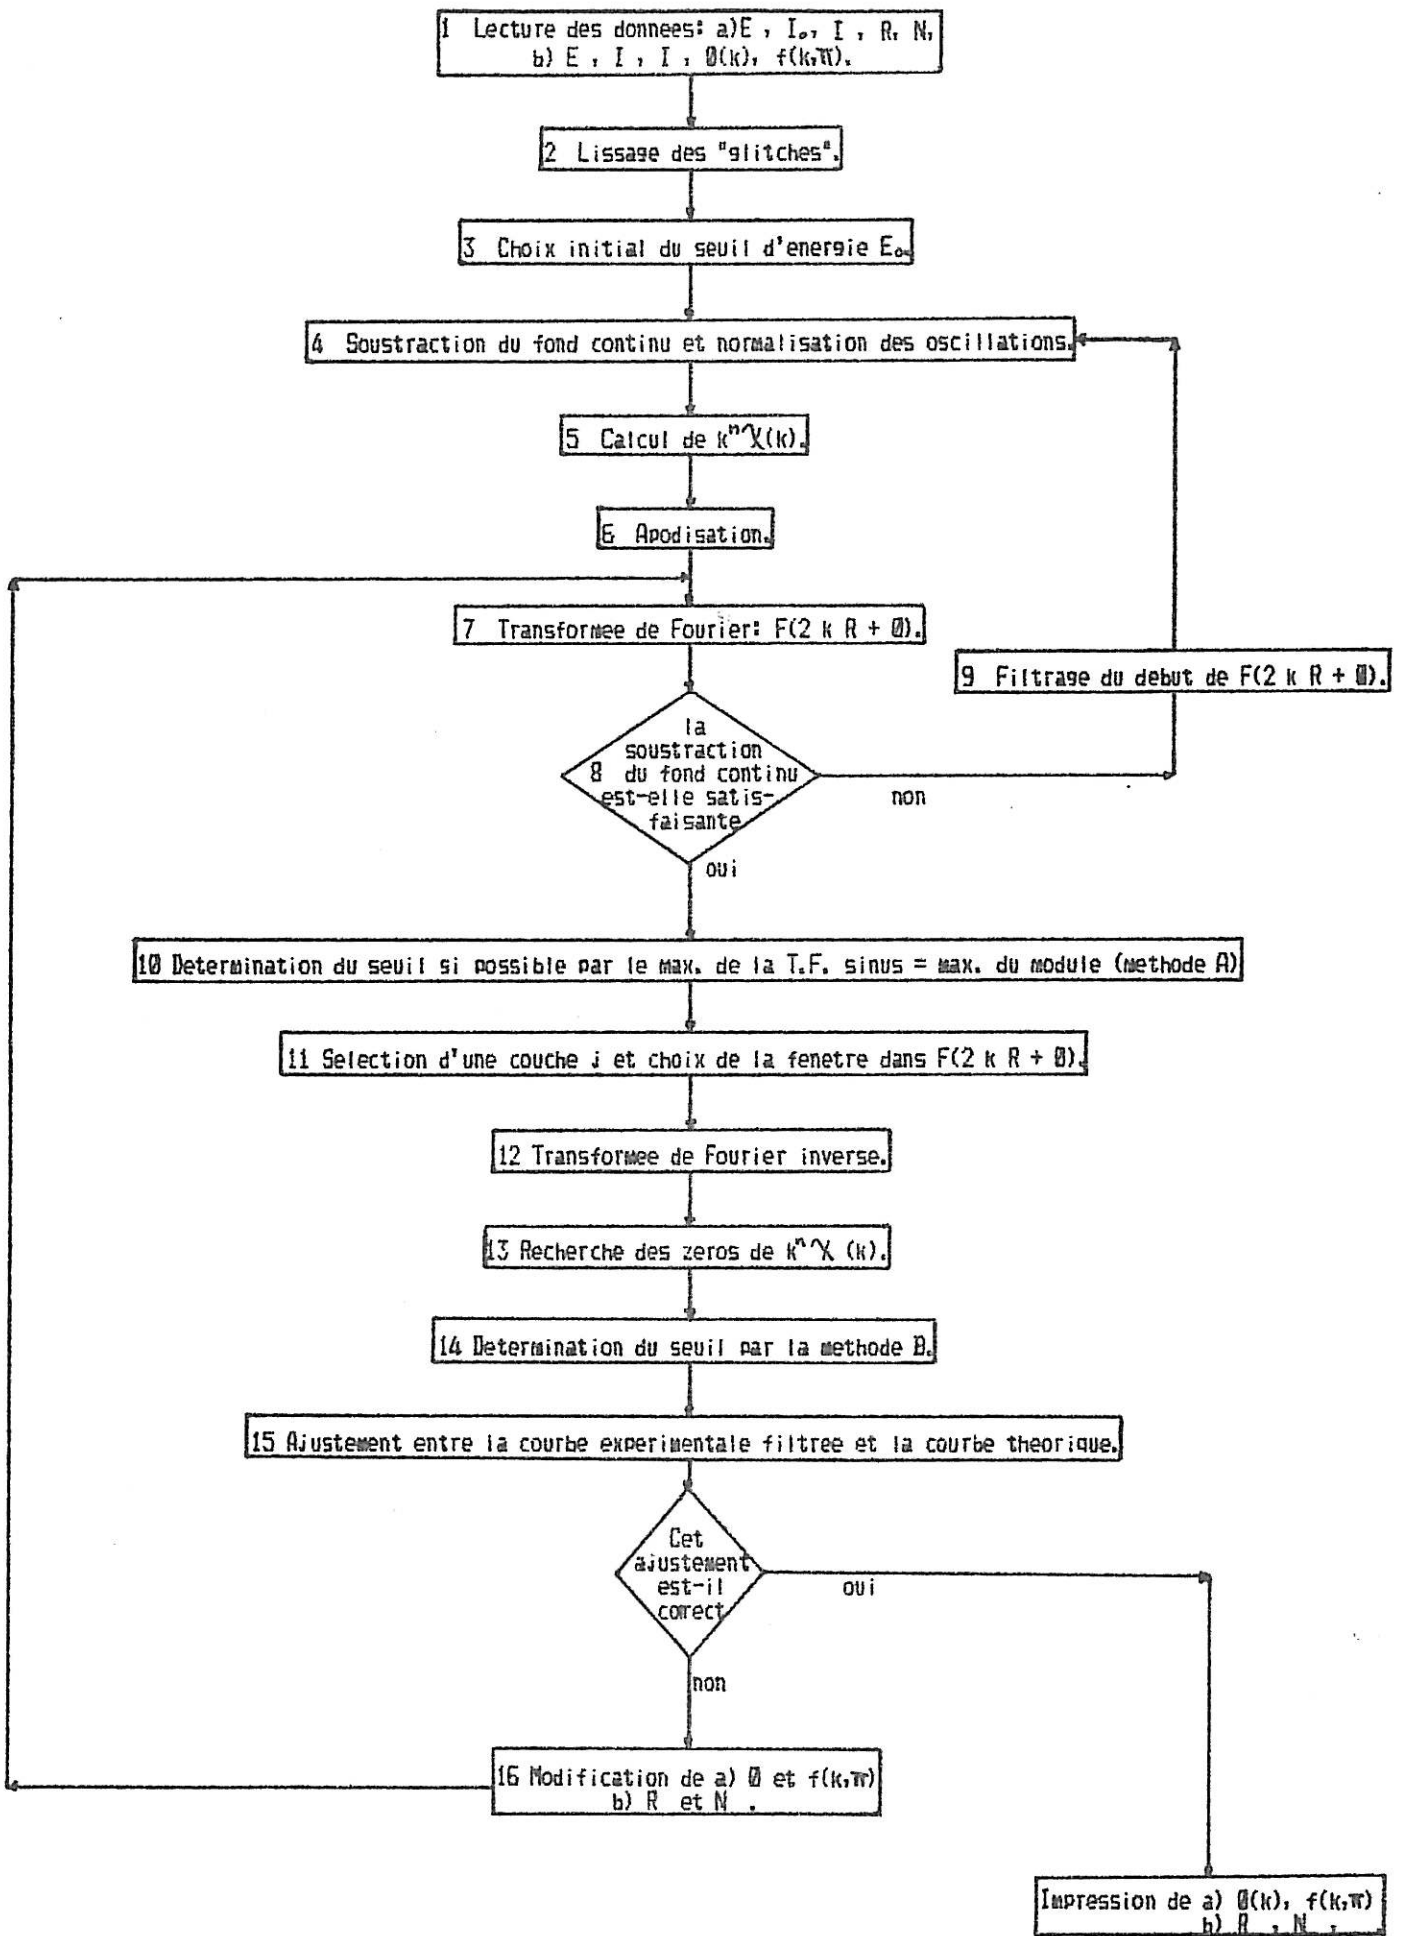 1 Lecture des donnees: a)E , I₀, I , R, N,
b) E , I , I , Ø(k), f(k,π).
2 Lissage des "glitches".
3 Choix initial du seuil d'energie E₀.
4 Soustraction du fond continu et normalisation des oscillations.
5 Calcul de kⁿχ(k).
6 Apodisation.
7 Transformee de Fourier: F(2 k R + Ø).
9 Filtrage du debut de F(2 k R + Ø).
la
soustraction
8 du fond continu
est-elle satis-
faisante
non
oui
10 Determination du seuil si possible par le max. de la T.F. sinus = max. du module (methode A)
11 Selection d'une couche j et choix de la fenetre dans F(2 k R + Ø).
12 Transformee de Fourier inverse.
13 Recherche des zeros de kⁿχ (k).
14 Determination du seuil par la methode B.
15 Ajustement entre la courbe experimentale filtree et la courbe theorique.
Cet
ajustement
est-il
correct
oui
non
16 Modification de a) Ø et f(k,π)
b) R et N .
Impression de a) Ø(k), f(k,π)
b) R , N ,